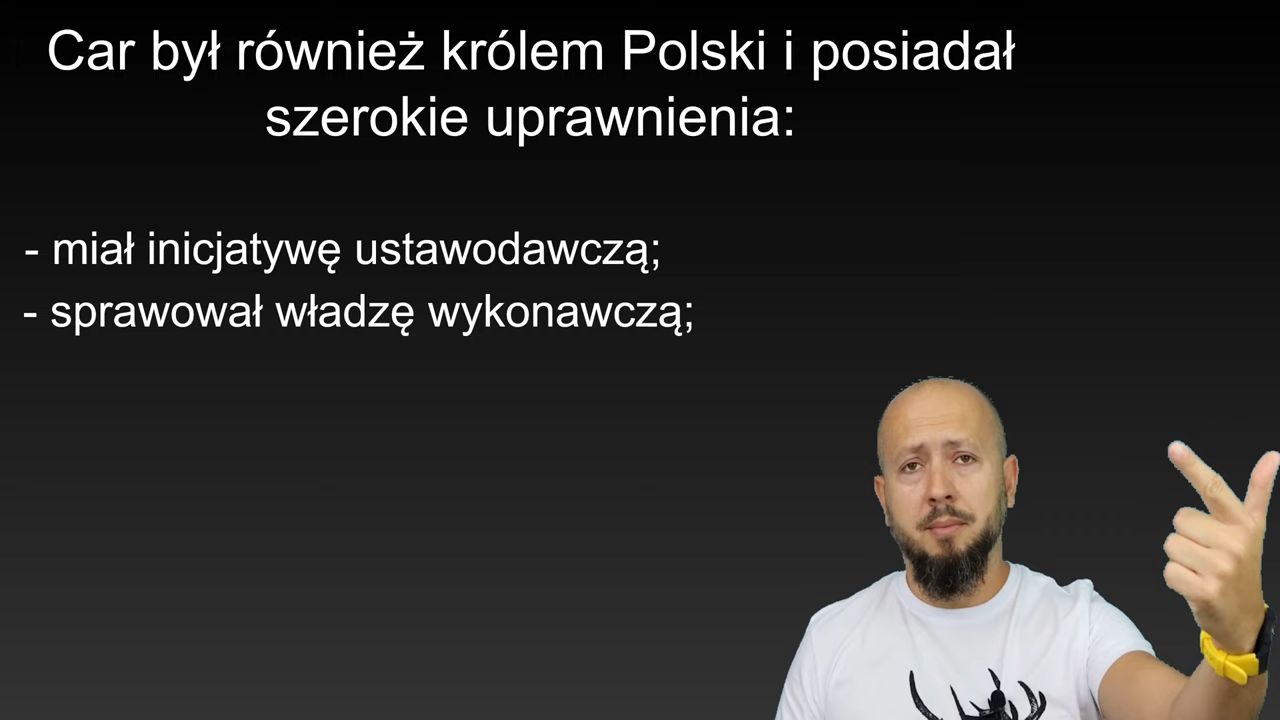 Car był również królem Polski i posiadał
szerokie uprawnienia:
- miał inicjatywę ustawodawczą;
- sprawował władzę wykonawczą;